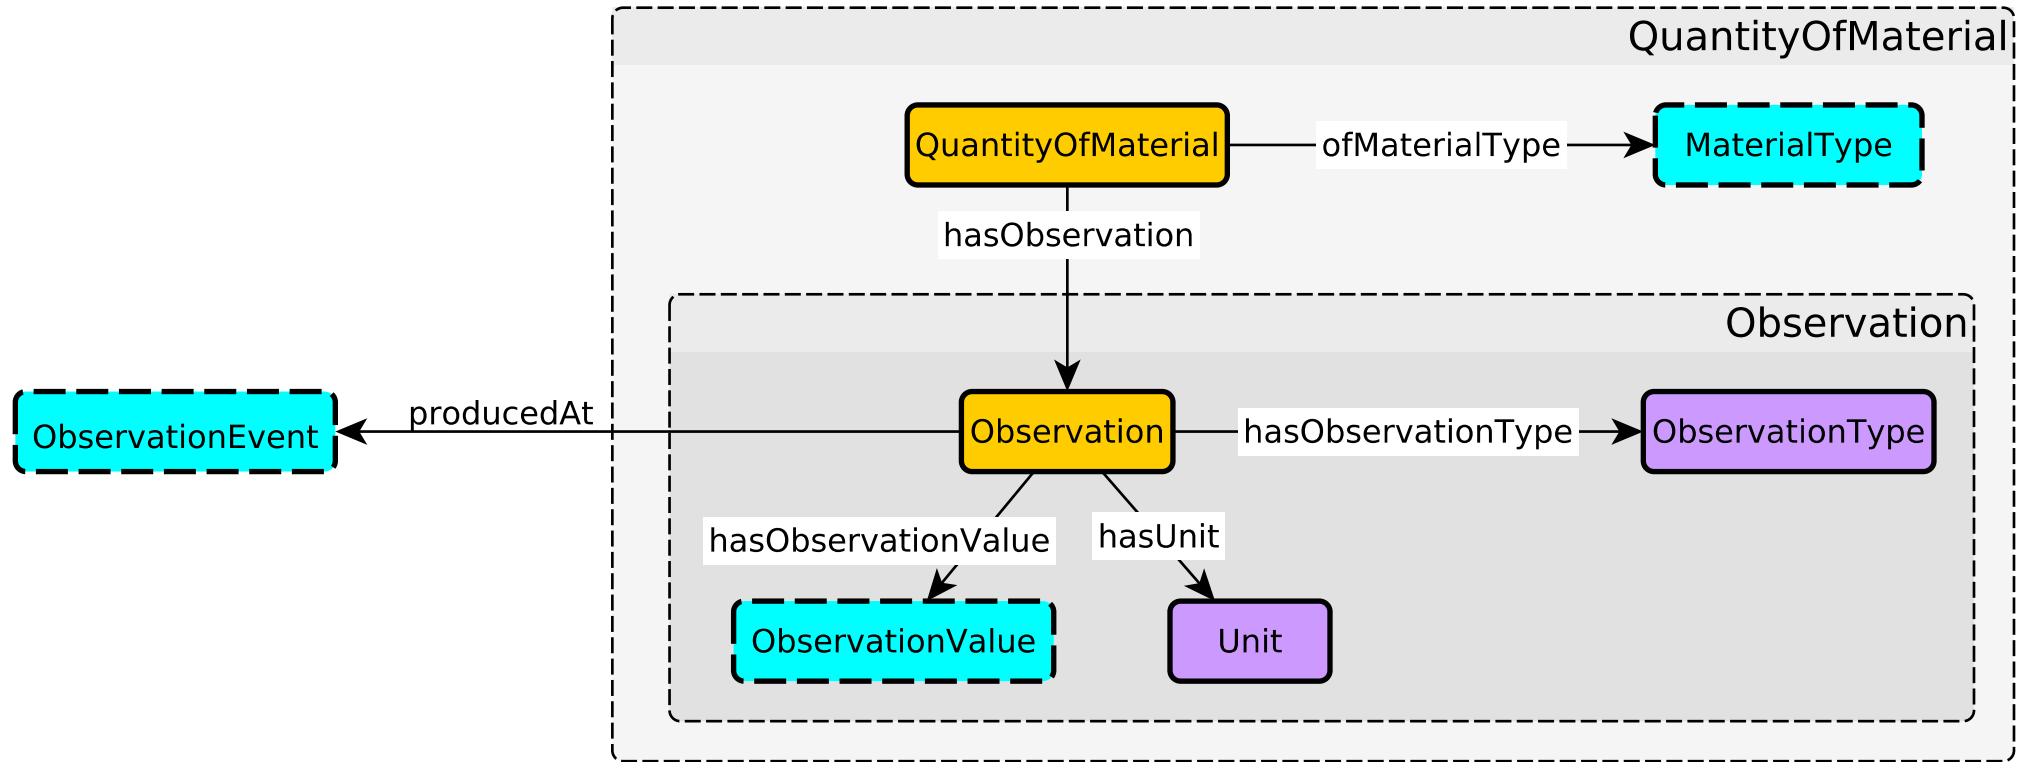 QuantityOfMaterial
QuantityOfMaterial
ofMaterialType
MaterialType
hasObservation
Observation
ObservationEvent
producedAt
Observation
hasObservationType
ObservationType
hasObservationValue
hasUnit
ObservationValue
Unit